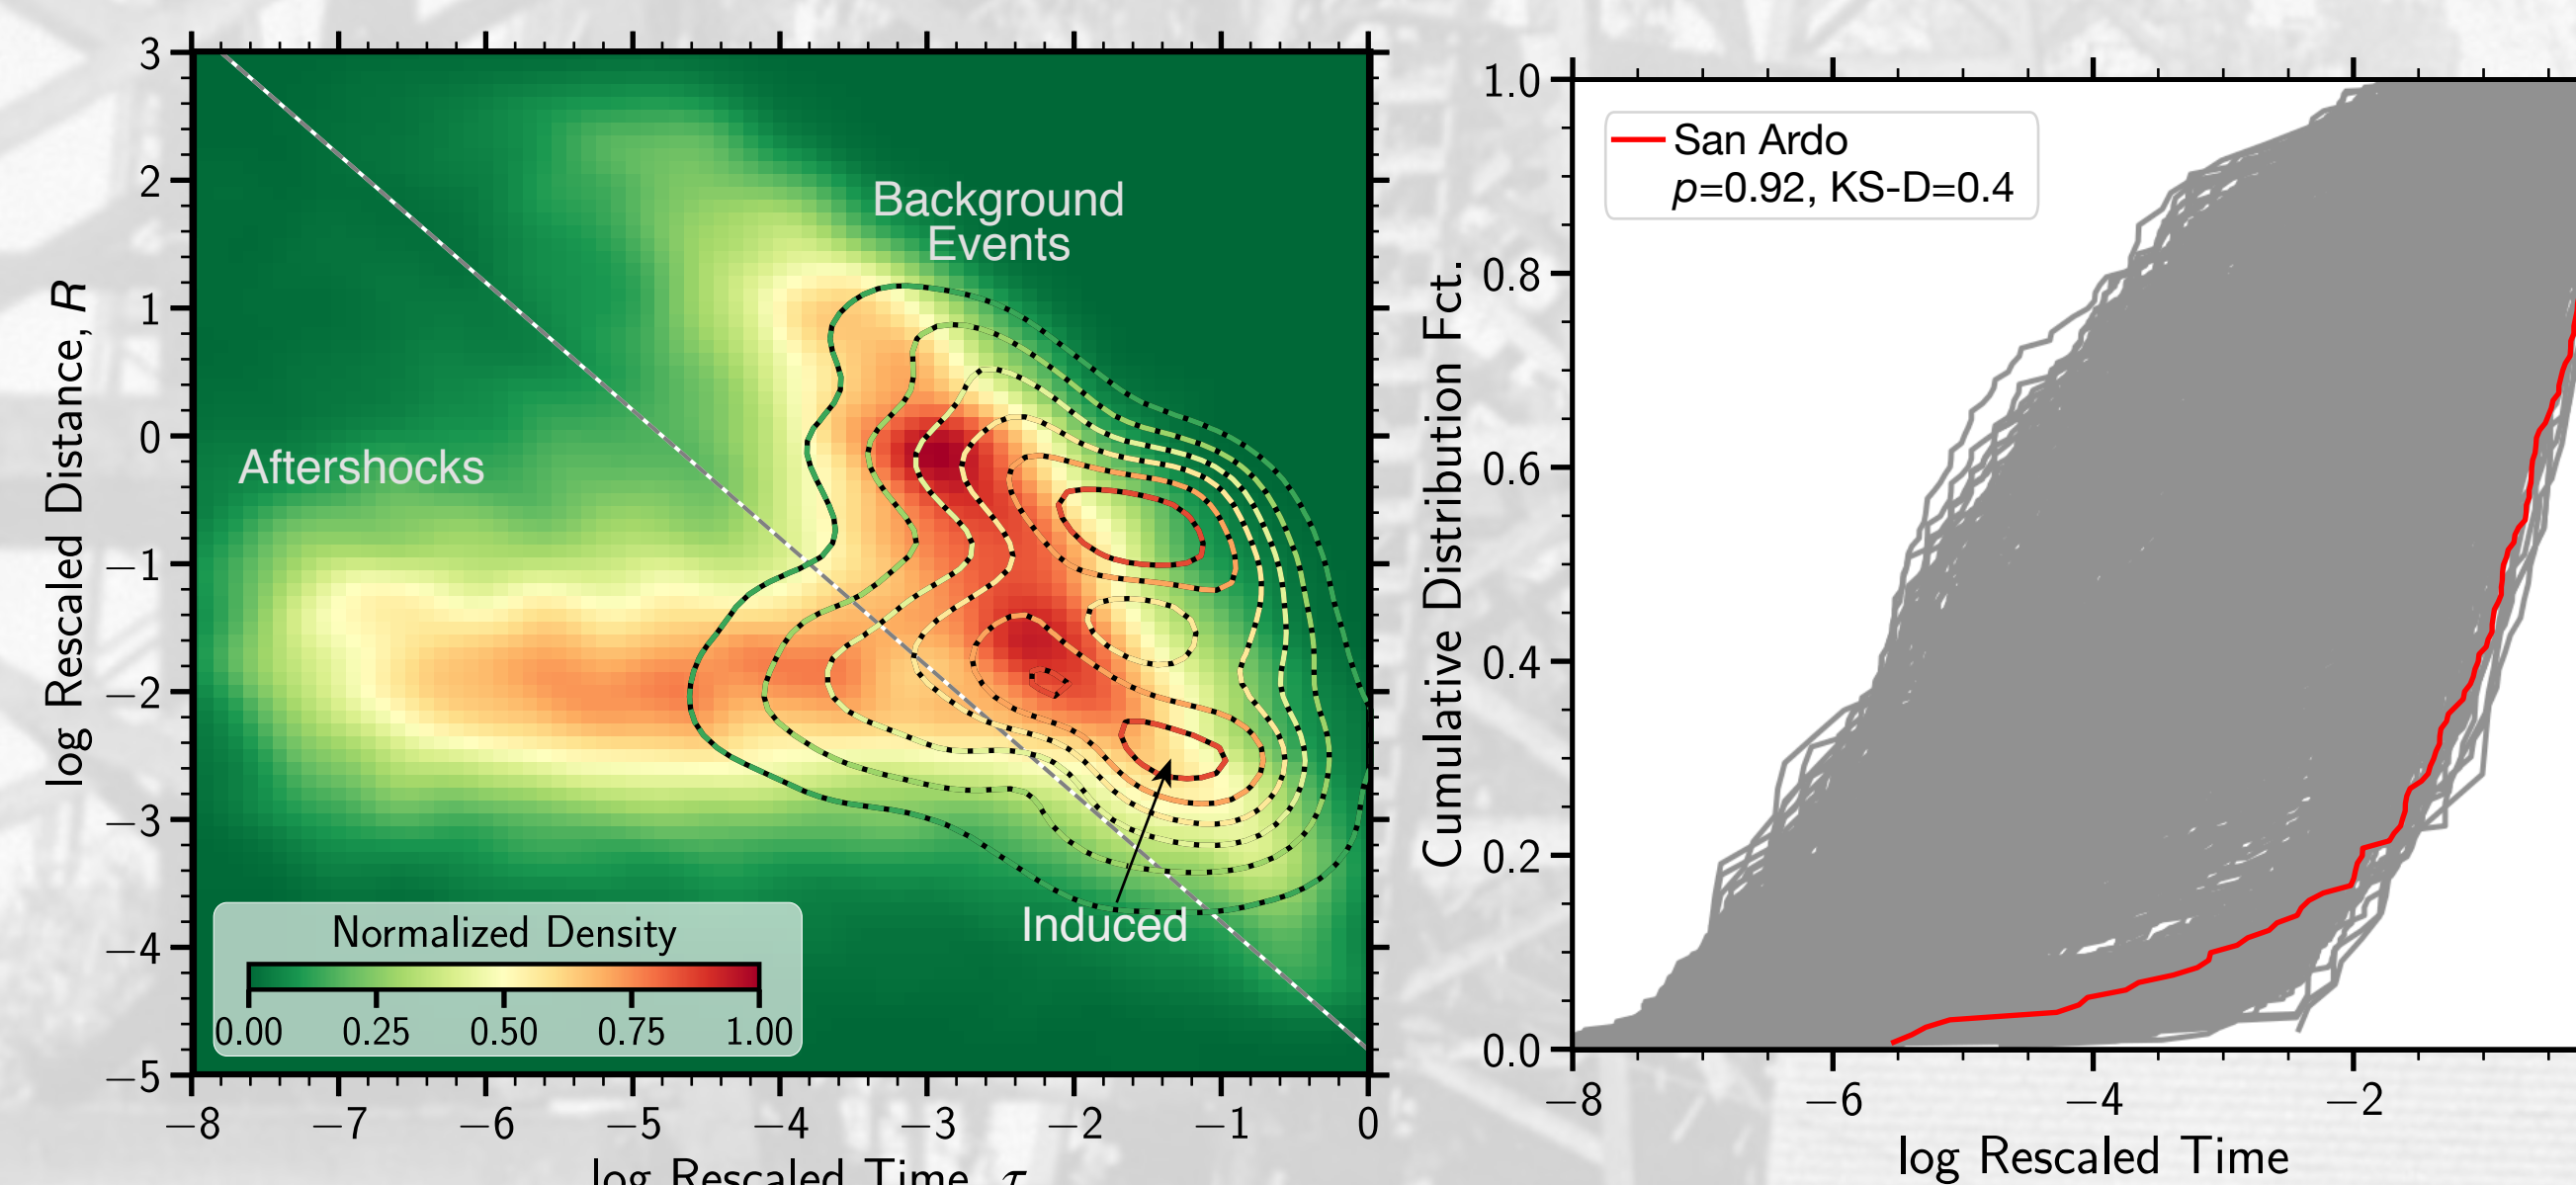 3
2
1
0
−1
−2
−3
−4
−5
log Rescaled Distance, R
Background
Events
Aftershocks
Induced
Normalized Density
0.00 0.25 0.50 0.75 1.00
−8 −7 −6 −5 −4 −3 −2 −1 0
log Rescaled Time, τ
1.0
0.8
0.6
0.4
0.2
0.0
Cumulative Distribution Fct.
San Ardo
p=0.92, KS-D=0.4
−8 −6 −4 −2
log Rescaled Time